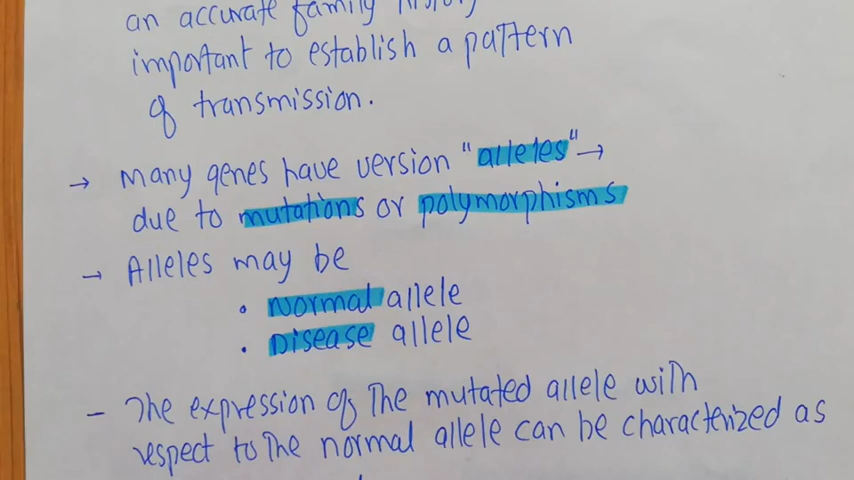 an accurate family history
important to establish a pattern
of transmission.
→ Many genes have version "alleles" →
due to mutations or polymorphisms
→ Alleles may be
• Normal allele
• Disease allele
- The expression of The mutated allele with
respect to The normal allele can be characterized as